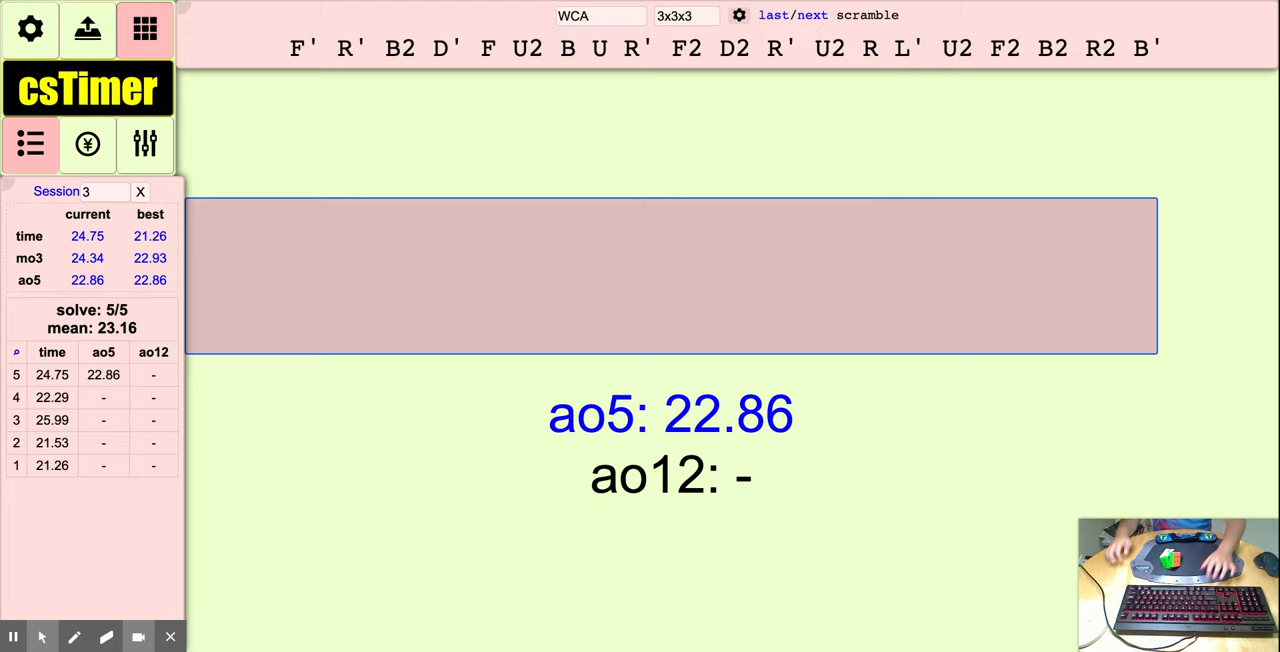 WCA 3x3x3 last/next scramble
F' R' B2 D' F U2 B U R' F2 D2 R' U2 R L' U2 F2 B2 R2 B'
csTimer
Session 3 X
current best
time 24.75 21.26
mo3 24.34 22.93
ao5 22.86 22.86
solve: 5/5
mean: 23.16
time ao5 ao12
5 24.75 22.86 -
4 22.29 - -
3 25.99 - -
2 21.53 - -
1 21.26 - -
ao5: 22.86
ao12: -